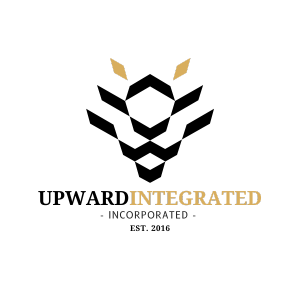 UPWARDINTEGRATED
- INCORPORATED -
EST. 2016